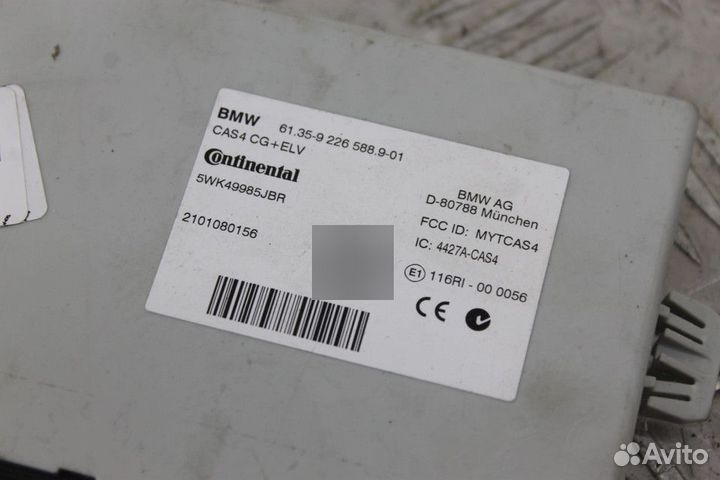 BMW 61.35-9 226 588.9-01
CAS4 CG+ELV
Continental
5WK49985JBR
2101080156
BMW AG
D-80788 München
FCC ID: MYTCAS4
IC: 4427A-CAS4
E1 116RI - 00 0056
CE
Avito